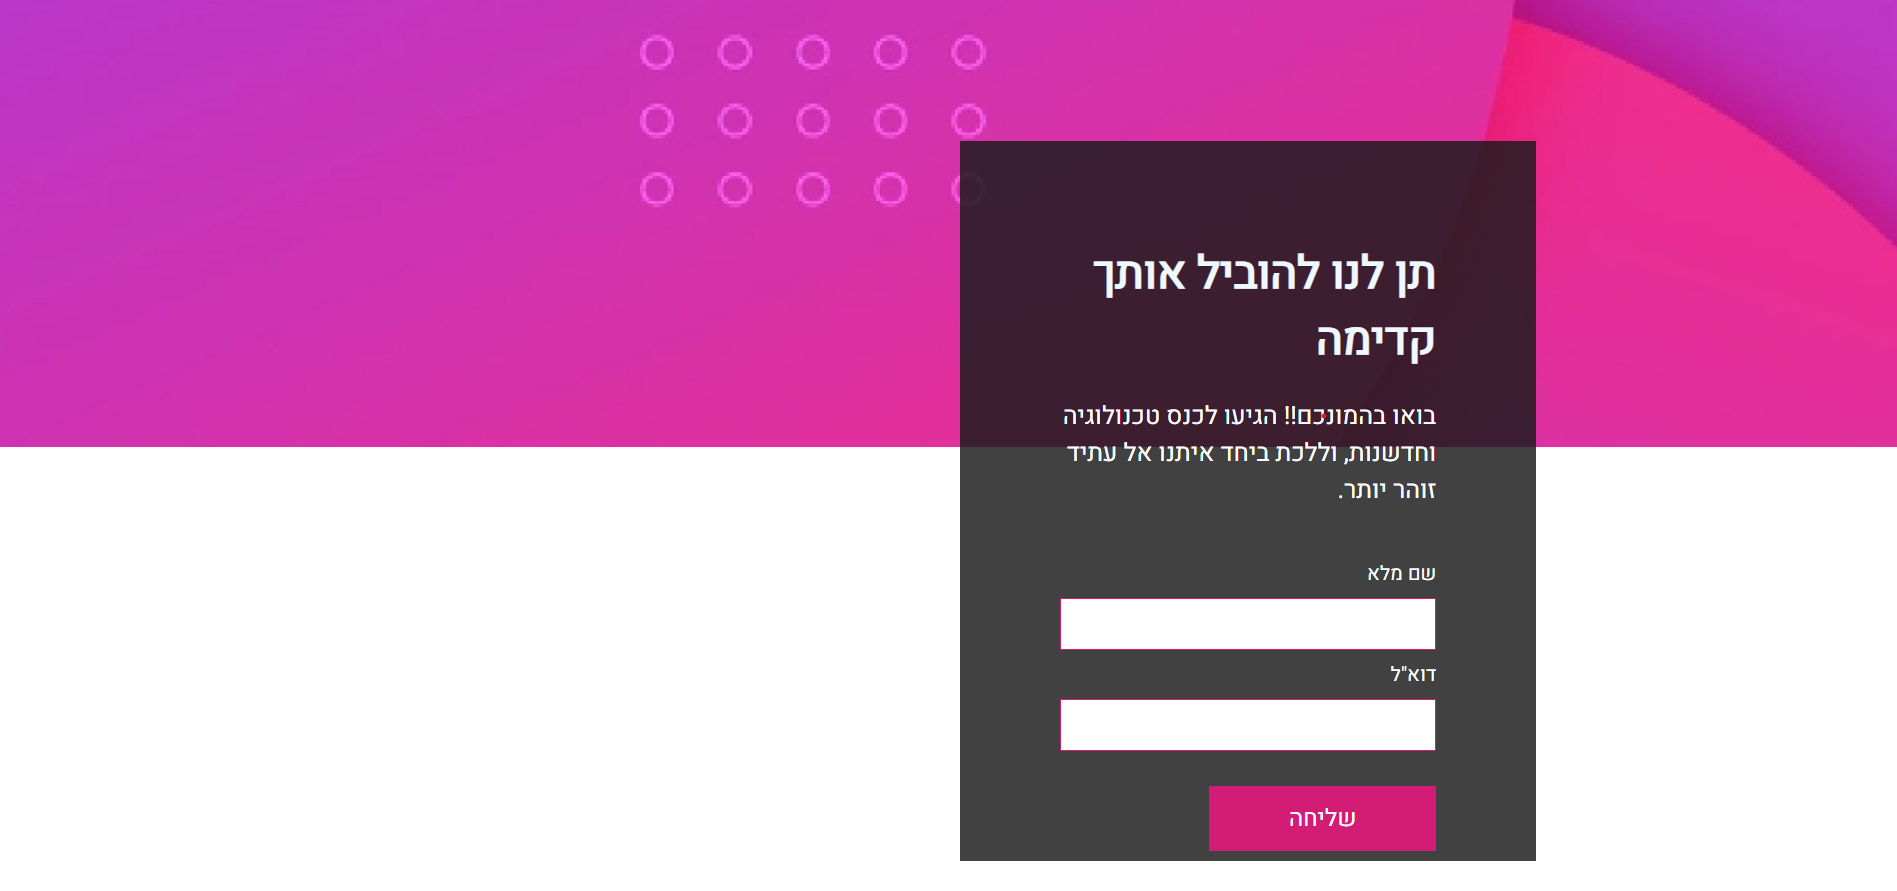 תן לנו להוביל אותך
קדימה
בואו בהמונכם!! הגיעו לכנס טכנולוגיה
וחדשנות, וללכת ביחד איתנו אל עתיד
זוהר יותר.
שם מלא
דוא"ל
שליחה